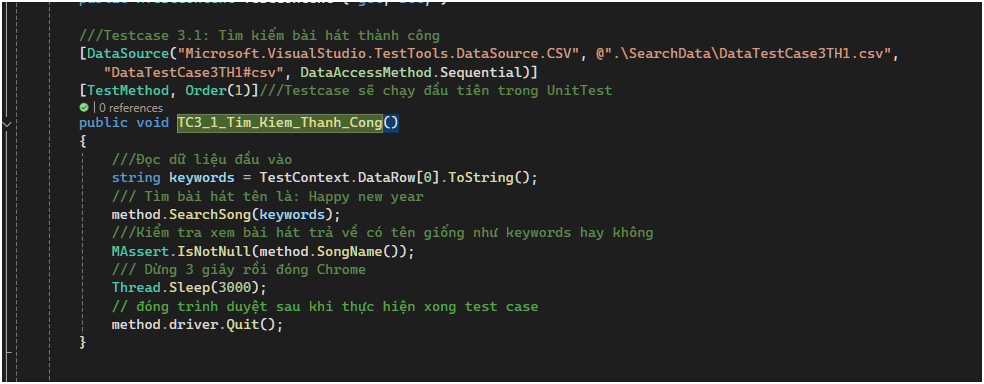 ///Testcase 3.1: Tìm kiếm bài hát thành công
[DataSource("Microsoft.VisualStudio.TestTools.DataSource.CSV", @".\SearchData\DataTestCase3TH1.csv",
"DataTestCase3TH1#csv", DataAccessMethod.Sequential)]
[TestMethod, Order(1)]///Testcase sẽ chạy đầu tiên trong UnitTest
| 0 references
public void TC3_1_Tim_Kiem_Thanh_Cong()
{
///Đọc dữ liệu đầu vào
string keywords = TestContext.DataRow[0].ToString();
/// Tìm bài hát tên là: Happy new year
method.SearchSong(keywords);
///Kiểm tra xem bài hát trả về có tên giống như keywords hay không
MAssert.IsNotNull(method.SongName());
/// Dừng 3 giây rồi đóng Chrome
Thread.Sleep(3000);
// đóng trình duyệt sau khi thực hiện xong test case
method.driver.Quit();
}